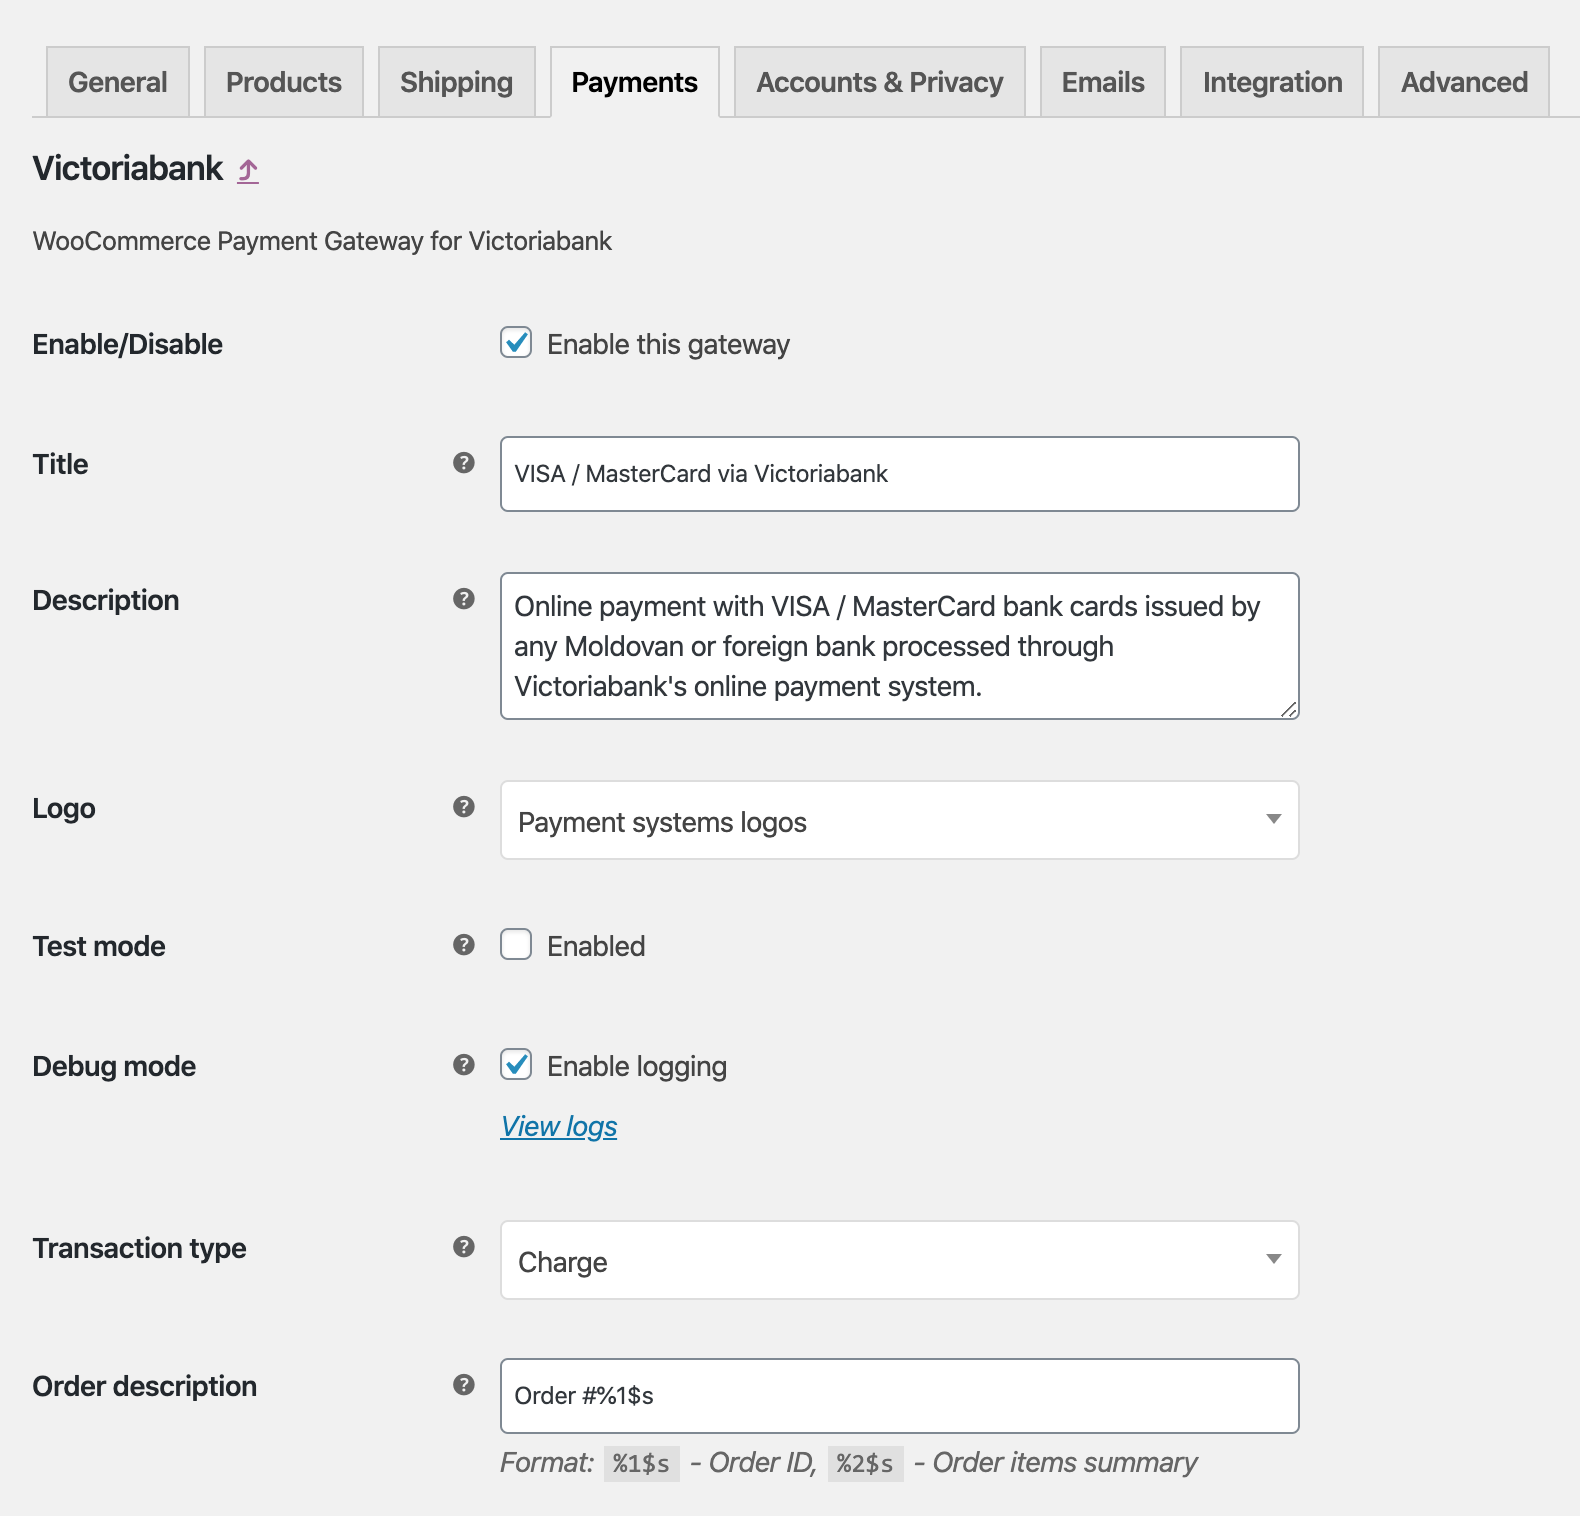 General Products Shipping Payments Accounts & Privacy Emails Integration Advanced
Victoriabank ⤴
WooCommerce Payment Gateway for Victoriabank
Enable/Disable Enable this gateway
Title ? VISA / MasterCard via Victoriabank
Description ? Online payment with VISA / MasterCard bank cards issued by
any Moldovan or foreign bank processed through
Victoriabank's online payment system.
Logo ? Payment systems logos
Test mode ? Enabled
Debug mode ? Enable logging
View logs
Transaction type ? Charge
Order description ? Order #%1$s
Format: %1$s - Order ID, %2$s - Order items summary